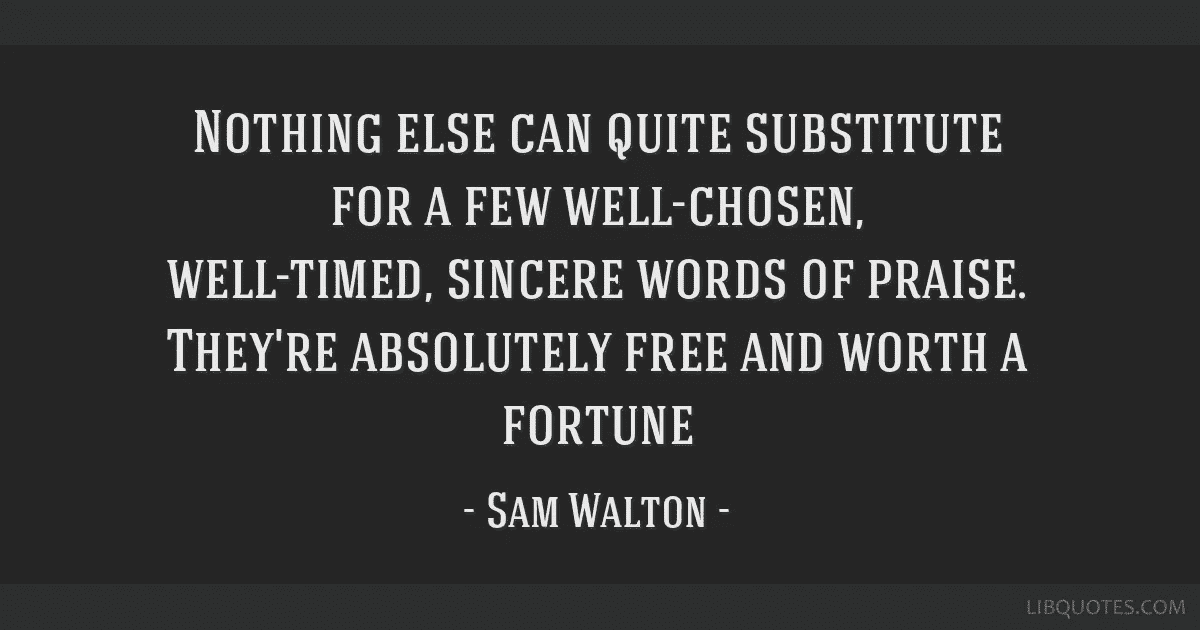 Nothing else can quite substitute
for a few well-chosen,
well-timed, sincere words of praise.
They're absolutely free and worth a
fortune
- Sam Walton -
LIBQUOTES.COM